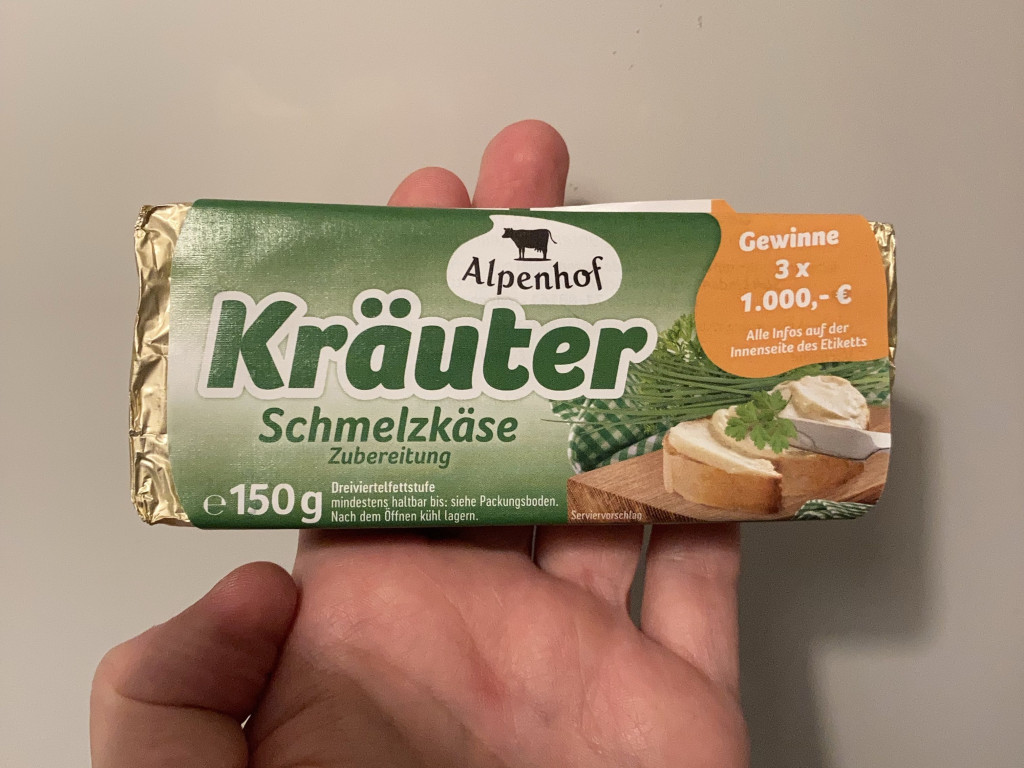 Alpenhof
Kräuter
Schmelzkäse
Zubereitung
℮ 150 g
Dreiviertelfettstufe
mindestens haltbar bis: siehe Packungsboden.
Nach dem Öffnen kühl lagern.
Serviervorschlag
Gewinne
3 x
1.000,- €
Alle Infos auf der
Innenseite des Etiketts